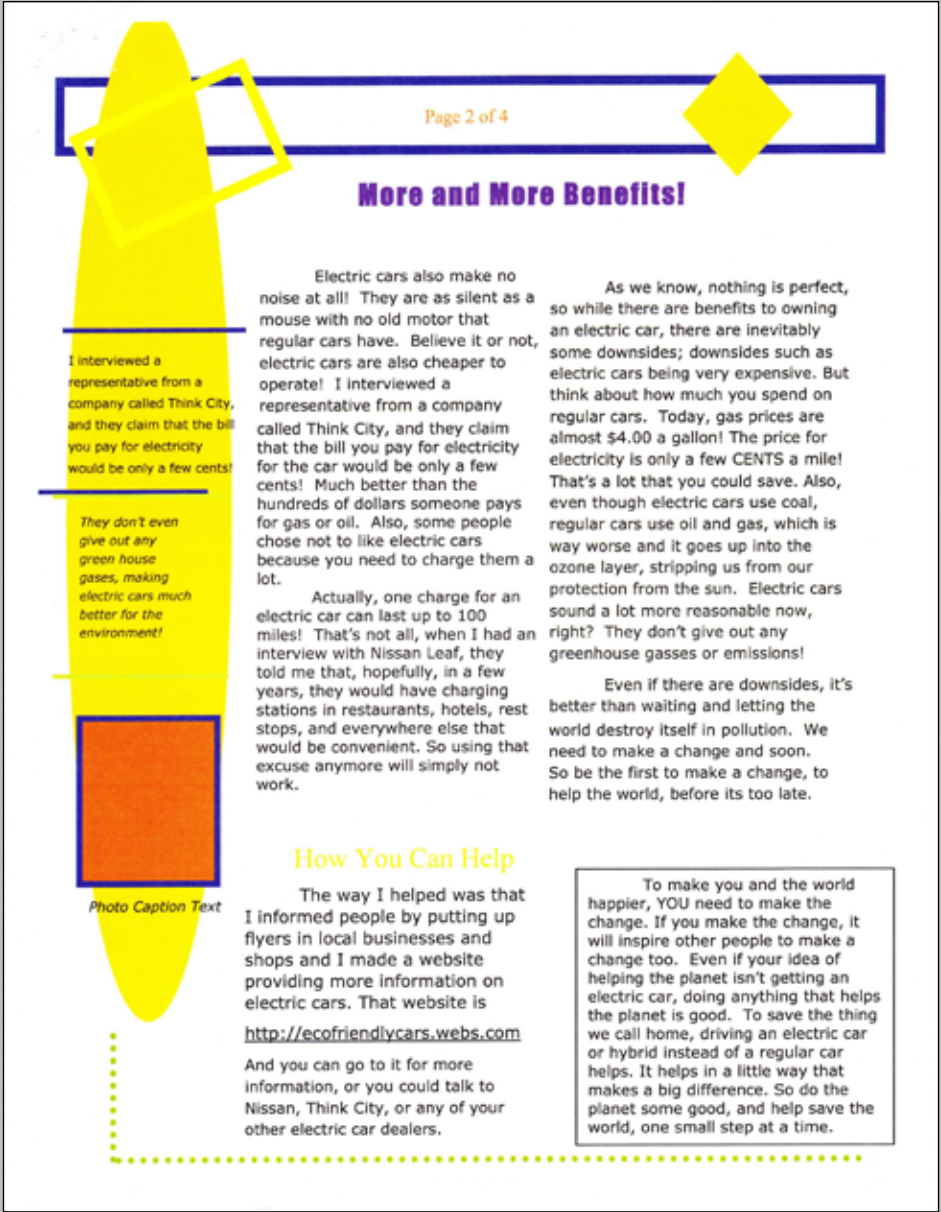 Page 2 of 4
More and More Benefits!
I interviewed a
representative from a
company called Think City,
and they claim that the bill
you pay for electricity
would be only a few cents!
They don't even
give out any
green house
gases, making
electric cars much
better for the
environment!
Photo Caption Text
Electric cars also make no
noise at all! They are as silent as a
mouse with no old motor that
regular cars have. Believe it or not,
electric cars are also cheaper to
operate! I interviewed a
representative from a company
called Think City, and they claim
that the bill you pay for electricity
for the car would be only a few
cents! Much better than the
hundreds of dollars someone pays
for gas or oil. Also, some people
chose not to like electric cars
because you need to charge them a
lot.
Actually, one charge for an
electric car can last up to 100
miles! That's not all, when I had an
interview with Nissan Leaf, they
told me that, hopefully, in a few
years, they would have charging
stations in restaurants, hotels, rest
stops, and everywhere else that
would be convenient. So using that
excuse anymore will simply not
work.
As we know, nothing is perfect,
so while there are benefits to owning
an electric car, there are inevitably
some downsides; downsides such as
electric cars being very expensive. But
think about how much you spend on
regular cars. Today, gas prices are
almost $4.00 a gallon! The price for
electricity is only a few CENTS a mile!
That's a lot that you could save. Also,
even though electric cars use coal,
regular cars use oil and gas, which is
way worse and it goes up into the
ozone layer, stripping us from our
protection from the sun. Electric cars
sound a lot more reasonable now,
right? They don't give out any
greenhouse gasses or emissions!
Even if there are downsides, it's
better than waiting and letting the
world destroy itself in pollution. We
need to make a change and soon.
So be the first to make a change, to
help the world, before its too late.
How You Can Help
The way I helped was that
I informed people by putting up
flyers in local businesses and
shops and I made a website
providing more information on
electric cars. That website is
http://ecofriendlycars.webs.com
And you can go to it for more
information, or you could talk to
Nissan, Think City, or any of your
other electric car dealers.
To make you and the world
happier, YOU need to make the
change. If you make the change, it
will inspire other people to make a
change too. Even if your idea of
helping the planet isn't getting an
electric car, doing anything that helps
the planet is good. To save the thing
we call home, driving an electric car
or hybrid instead of a regular car
helps. It helps in a little way that
makes a big difference. So do the
planet some good, and help save the
world, one small step at a time.